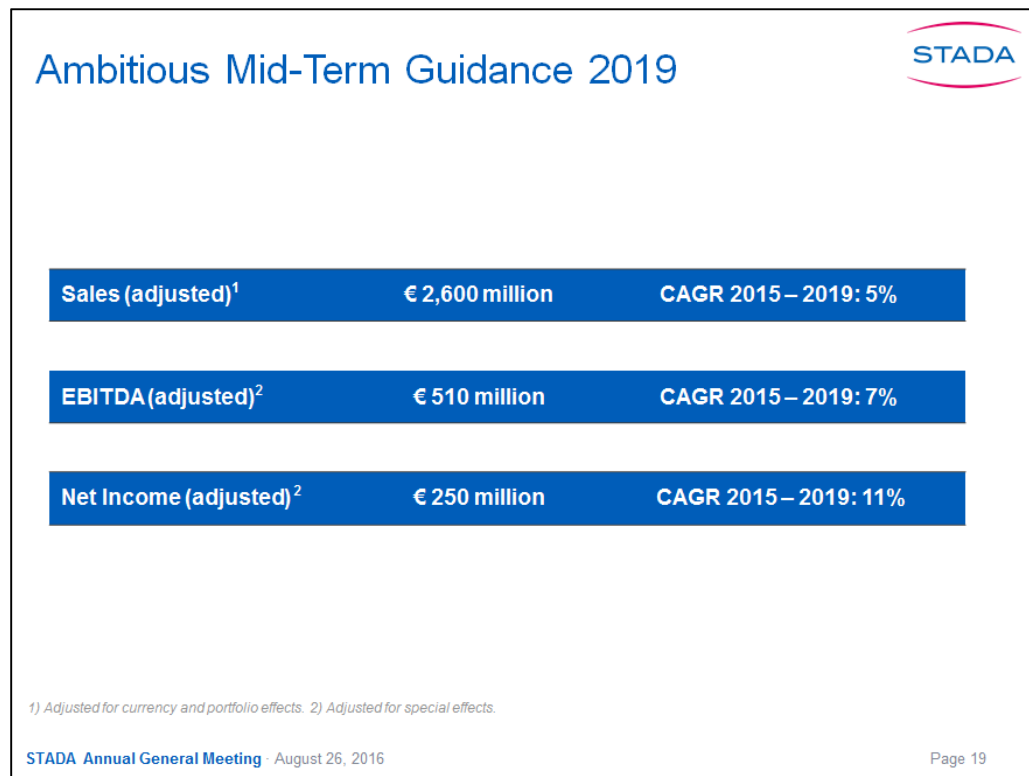 STADA
Ambitious Mid-Term Guidance 2019
Sales (adjusted)¹ € 2,600 million CAGR 2015 – 2019: 5%
EBITDA (adjusted)² € 510 million CAGR 2015 – 2019: 7%
Net Income (adjusted)² € 250 million CAGR 2015 – 2019: 11%
1) Adjusted for currency and portfolio effects. 2) Adjusted for special effects.
STADA Annual General Meeting · August 26, 2016 Page 19